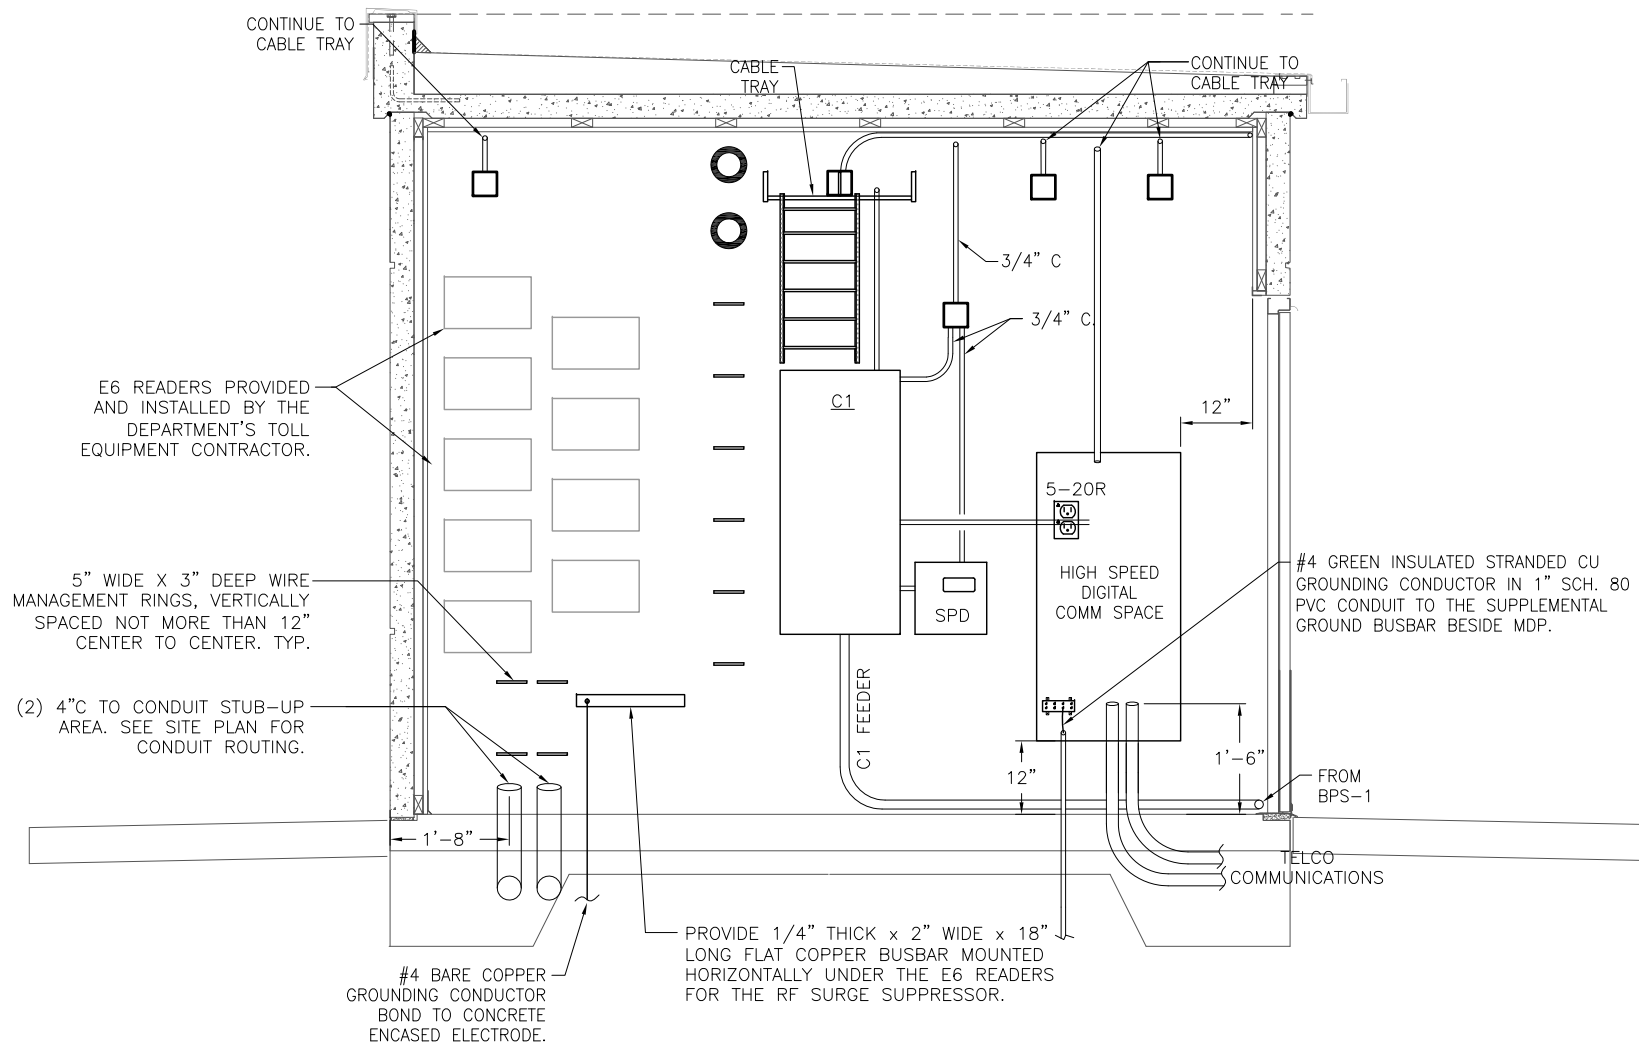 CONTINUE TO
CABLE TRAY
CABLE
TRAY
CONTINUE TO
CABLE TRAY
3/4" C
3/4" C.
E6 READERS PROVIDED
AND INSTALLED BY THE
DEPARTMENT'S TOLL
EQUIPMENT CONTRACTOR.
C1
12"
5-20R
5" WIDE X 3" DEEP WIRE
MANAGEMENT RINGS, VERTICALLY
SPACED NOT MORE THAN 12"
CENTER TO CENTER. TYP.
SPD
HIGH SPEED
DIGITAL
COMM SPACE
#4 GREEN INSULATED STRANDED CU
GROUNDING CONDUCTOR IN 1" SCH. 80
PVC CONDUIT TO THE SUPPLEMENTAL
GROUND BUSBAR BESIDE MDP.
(2) 4"C TO CONDUIT STUB-UP
AREA. SEE SITE PLAN FOR
CONDUIT ROUTING.
C1 FEEDER
12"
1'-6"
FROM
BPS-1
1'-8"
TELCO
COMMUNICATIONS
PROVIDE 1/4" THICK x 2" WIDE x 18"
LONG FLAT COPPER BUSBAR MOUNTED
HORIZONTALLY UNDER THE E6 READERS
FOR THE RF SURGE SUPPRESSOR.
#4 BARE COPPER
GROUNDING CONDUCTOR
BOND TO CONCRETE
ENCASED ELECTRODE.